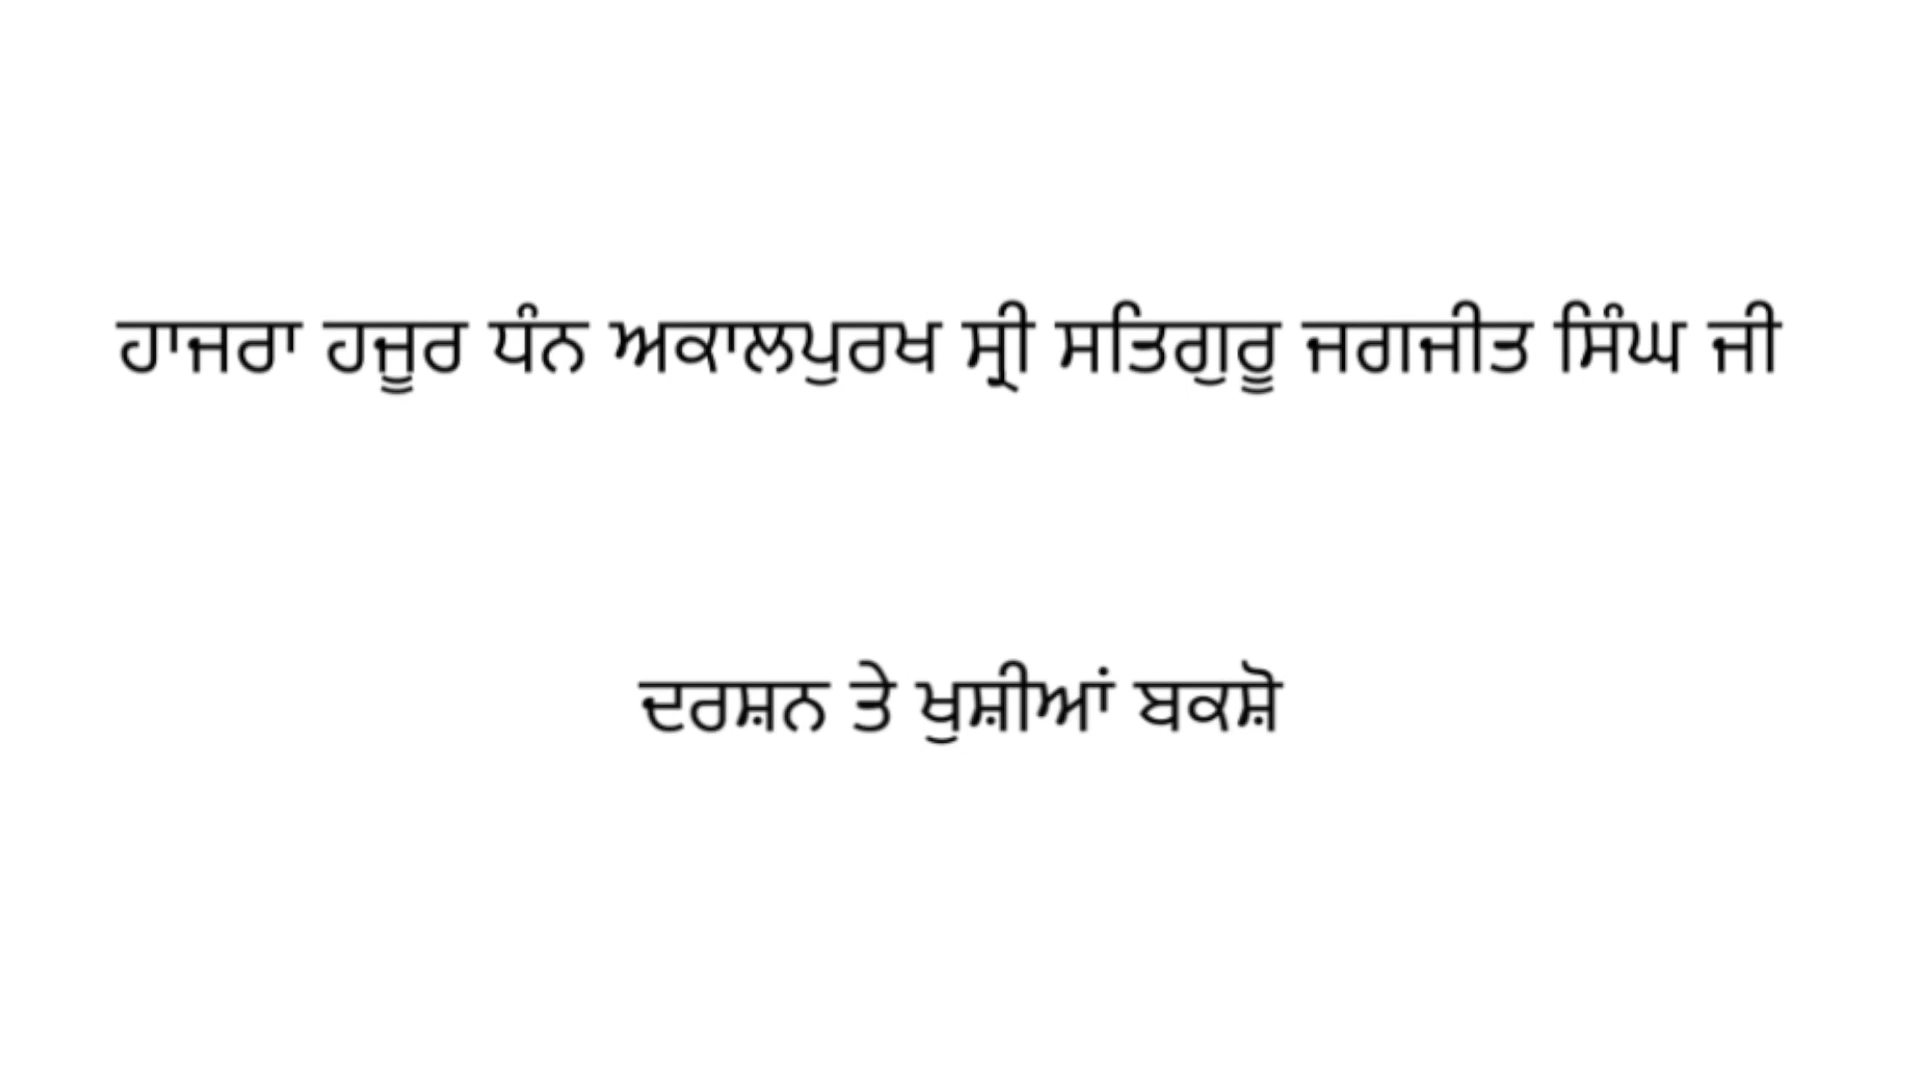 ਹਾਜਰਾ ਹਜੂਰ ਧੰਨ ਅਕਾਲਪੁਰਖ ਸ੍ਰੀ ਸਤਿਗੁਰੂ ਜਗਜੀਤ ਸਿੰਘ ਜੀ
ਦਰਸ਼ਨ ਤੇ ਖੁਸ਼ੀਆਂ ਬਕਸ਼ੋ